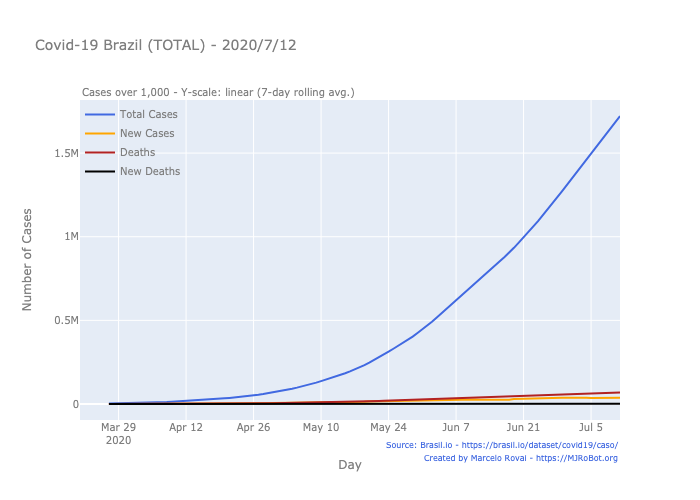 Covid-19 Brazil (TOTAL) - 2020/7/12
Cases over 1,000 - Y-scale: linear (7-day rolling avg.)
Total Cases
New Cases
Deaths
New Deaths
1.5M
1M
0.5M
0
Number of Cases
Mar 29 Apr 12 Apr 26 May 10 May 24 Jun 7 Jun 21 Jul 5
2020
Day
Source: Brasil.io - https://brasil.io/dataset/covid19/caso/
Created by Marcelo Rovai - https://MJRoBot.org